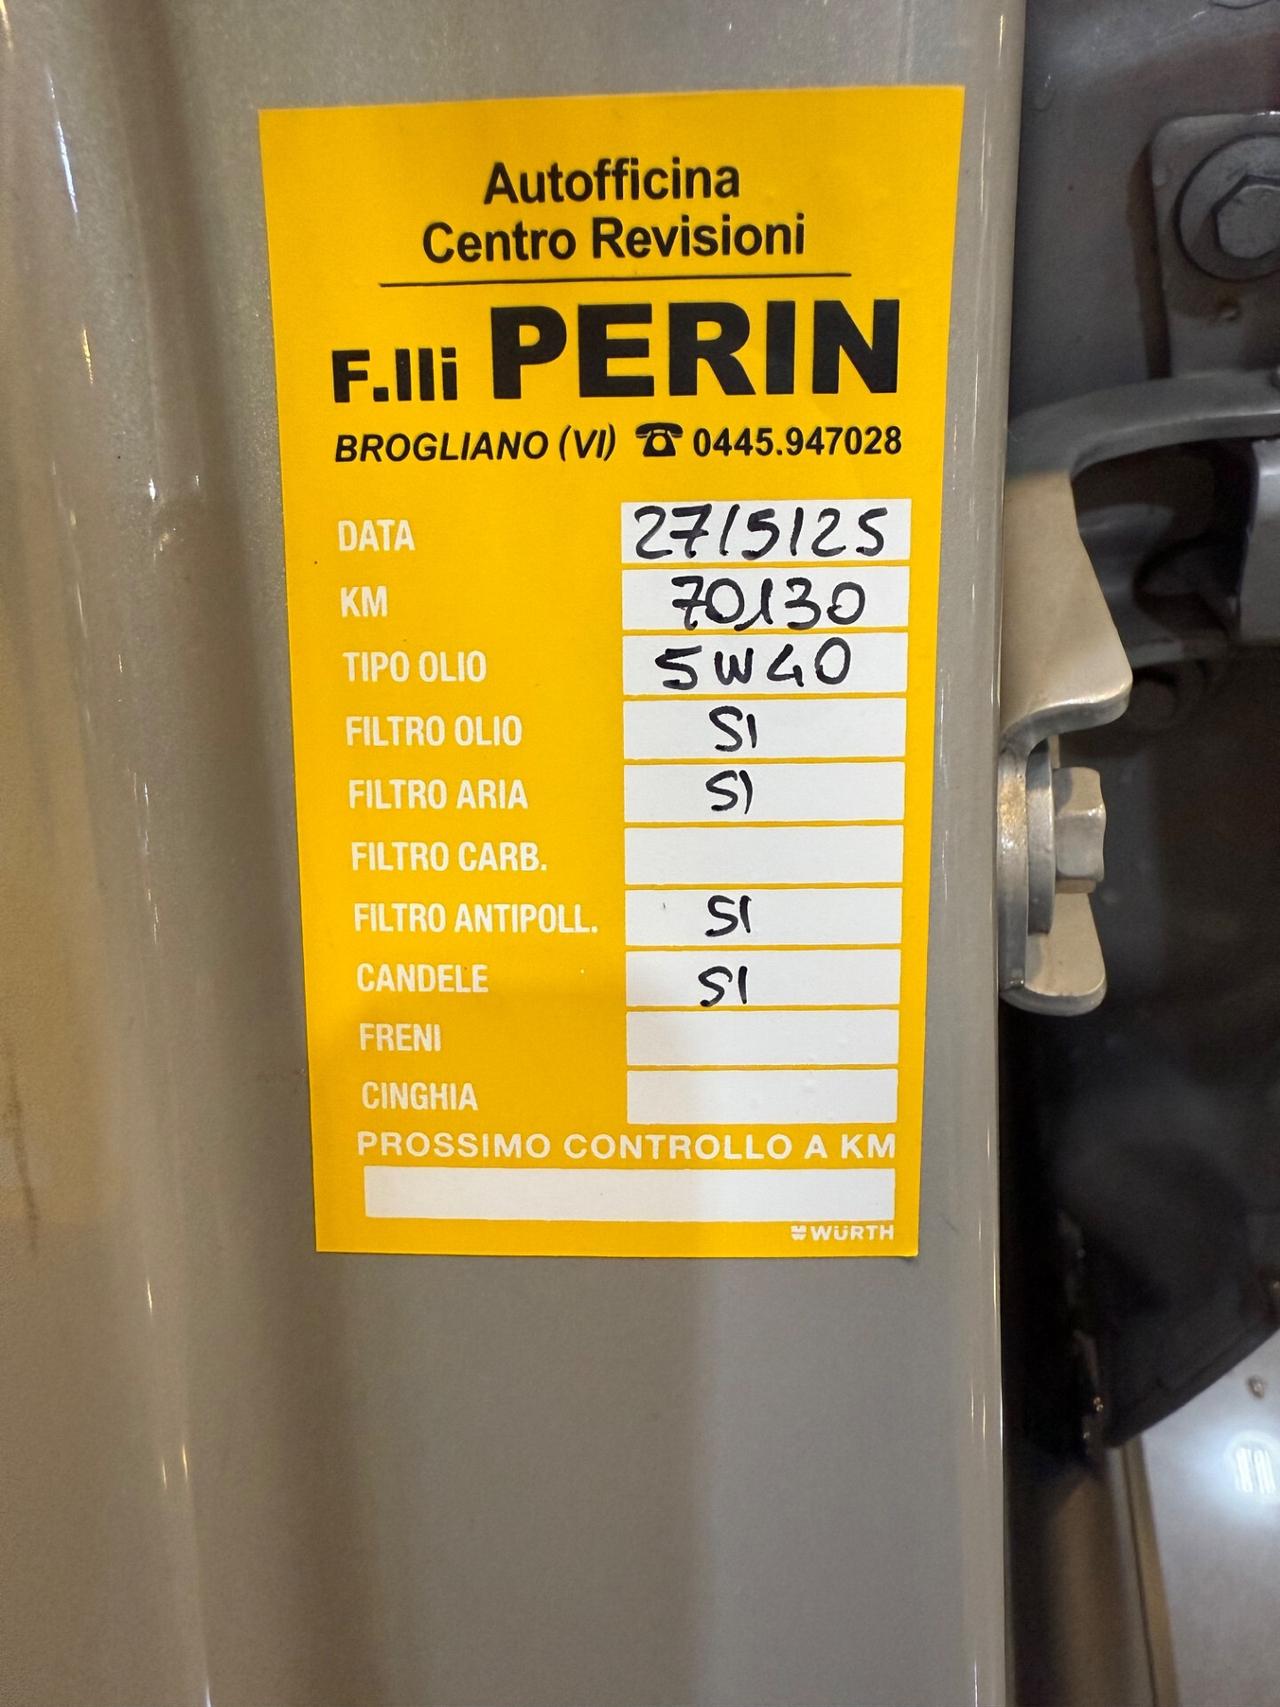 Autofficina
Centro Revisioni
F.lli PERIN
BROGLIANO (VI) ☎ 0445.947028
DATA 27/5/25
KM 70130
TIPO OLIO 5W40
FILTRO OLIO SI
FILTRO ARIA SI
FILTRO CARB.
FILTRO ANTIPOLL. SI
CANDELE SI
FRENI
CINGHIA
PROSSIMO CONTROLLO A KM
WÜRTH